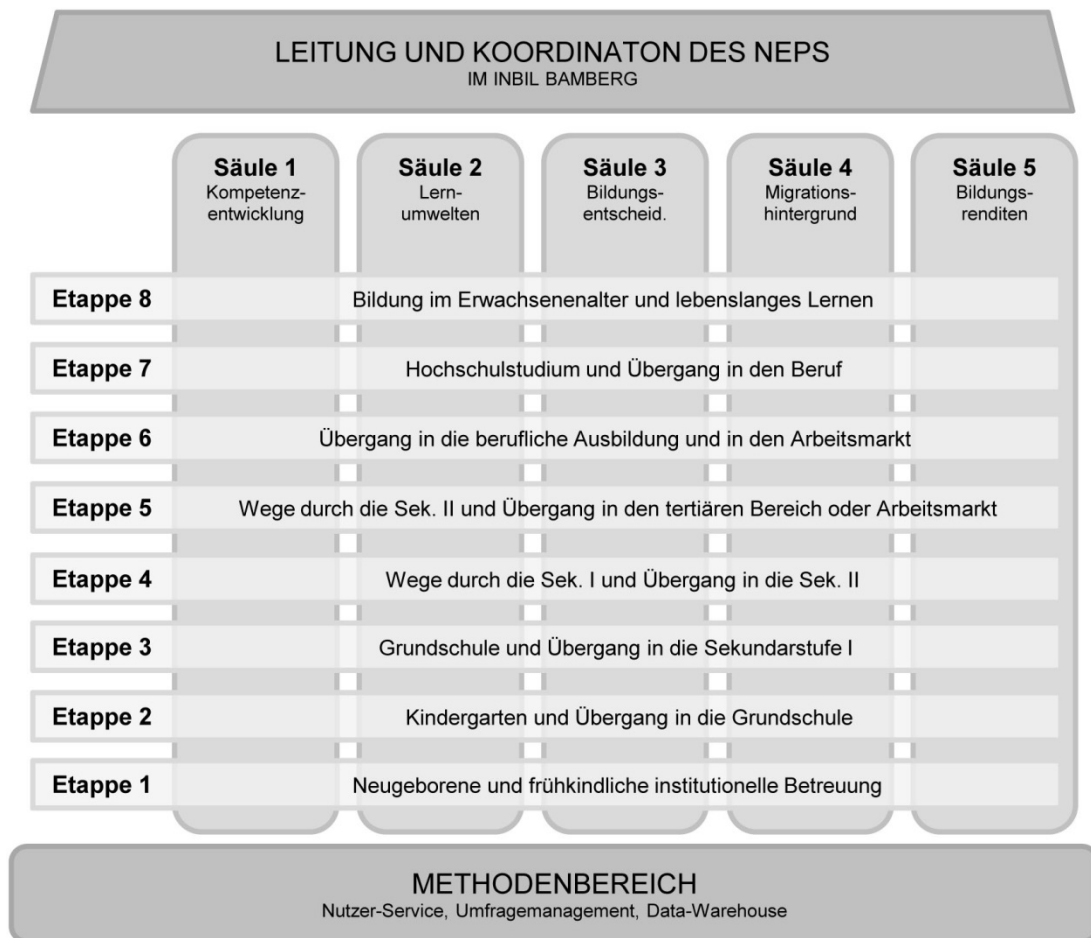 LEITUNG UND KOORDINATON DES NEPS
IM INBIL BAMBERG
Säule 1
Kompetenz-
entwicklung
Säule 2
Lern-
umwelten
Säule 3
Bildungs-
entscheid.
Säule 4
Migrations-
hintergrund
Säule 5
Bildungs-
renditen
Etappe 8 Bildung im Erwachsenenalter und lebenslanges Lernen
Etappe 7 Hochschulstudium und Übergang in den Beruf
Etappe 6 Übergang in die berufliche Ausbildung und in den Arbeitsmarkt
Etappe 5 Wege durch die Sek. II und Übergang in den tertiären Bereich oder Arbeitsmarkt
Etappe 4 Wege durch die Sek. I und Übergang in die Sek. II
Etappe 3 Grundschule und Übergang in die Sekundarstufe I
Etappe 2 Kindergarten und Übergang in die Grundschule
Etappe 1 Neugeborene und frühkindliche institutionelle Betreuung
METHODENBEREICH
Nutzer-Service, Umfragemanagement, Data-Warehouse